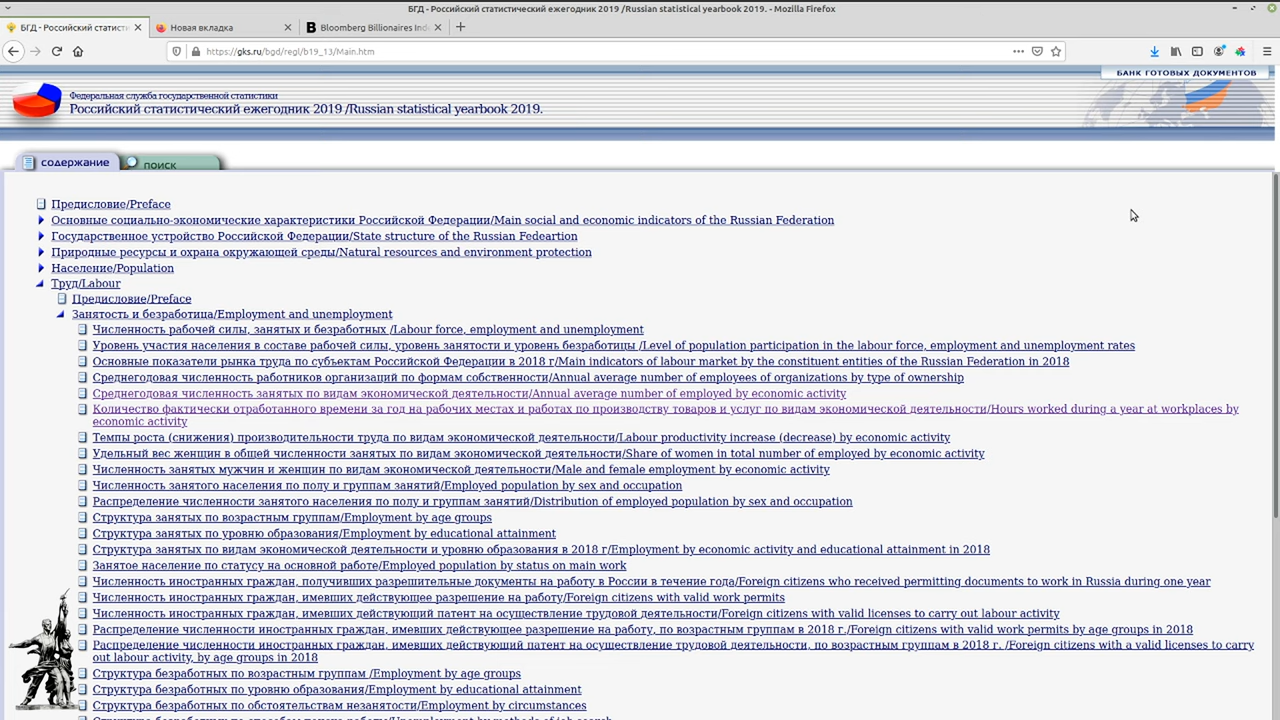 БГД - Российский статистический ежегодник 2019 /Russian statistical yearbook 2019. - Mozilla Firefox
БГД - Российский статисти
Новая вкладка
Bloomberg Billionaires Ind
https://gks.ru/bgd/regl/b19_13/Main.htm
БАНК ГОТОВЫХ ДОКУМЕНТОВ
Федеральная служба государственной статистики
Российский статистический ежегодник 2019 /Russian statistical yearbook 2019.
содержание
поиск
Предисловие/Preface
Основные социально-экономические характеристики Российской Федерации/Main social and economic indicators of the Russian Federation
Государственное устройство Российской Федерации/State structure of the Russian Fedeartion
Природные ресурсы и охрана окружающей среды/Natural resources and environment protection
Население/Population
Труд/Labour
Предисловие/Preface
Занятость и безработица/Employment and unemployment
Численность рабочей силы, занятых и безработных /Labour force, employment and unemployment
Уровень участия населения в составе рабочей силы, уровень занятости и уровень безработицы /Level of population participation in the labour force, employment and unemployment rates
Основные показатели рынка труда по субъектам Российской Федерации в 2018 г/Main indicators of labour market by the constituent entities of the Russian Federation in 2018
Среднегодовая численность работников организаций по формам собственности/Annual average number of employees of organizations by type of ownership
Среднегодовая численность занятых по видам экономической деятельности/Annual average number of employed by economic activity
Количество фактически отработанного времени за год на рабочих местах и работах по производству товаров и услуг по видам экономической деятельности/Hours worked during a year at workplaces by
economic activity
Темпы роста (снижения) производительности труда по видам экономической деятельности/Labour productivity increase (decrease) by economic activity
Удельный вес женщин в общей численности занятых по видам экономической деятельности/Share of women in total number of employed by economic activity
Численность занятых мужчин и женщин по видам экономической деятельности/Male and female employment by economic activity
Численность занятого населения по полу и группам занятий/Employed population by sex and occupation
Распределение численности занятого населения по полу и группам занятий/Distribution of employed population by sex and occupation
Структура занятых по возрастным группам/Employment by age groups
Структура занятых по уровню образования/Employment by educational attainment
Структура занятых по видам экономической деятельности и уровню образования в 2018 г/Employment by economic activity and educational attainment in 2018
Занятое население по статусу на основной работе/Employed population by status on main work
Численность иностранных граждан, получивших разрешительные документы на работу в России в течение года/Foreign citizens who received permitting documents to work in Russia during one year
Численность иностранных граждан, имевших действующее разрешение на работу/Foreign citizens with valid work permits
Численность иностранных граждан, имевших действующий патент на осуществление трудовой деятельности/Foreign citizens with valid licenses to carry out labour activity
Распределение численности иностранных граждан, имевших действующее разрешение на работу, по возрастным группам в 2018 г./Foreign citizens with valid work permits by age groups in 2018
Распределение численности иностранных граждан, имевших действующий патент на осуществление трудовой деятельности, по возрастным группам в 2018 г. /Foreign citizens with a valid licenses to carry
out labour activity, by age groups in 2018
Структура безработных по возрастным группам /Employment by age groups
Структура безработных по уровню образования/Employment by educational attainment
Структура безработных по обстоятельствам незанятости/Employment by circumstances